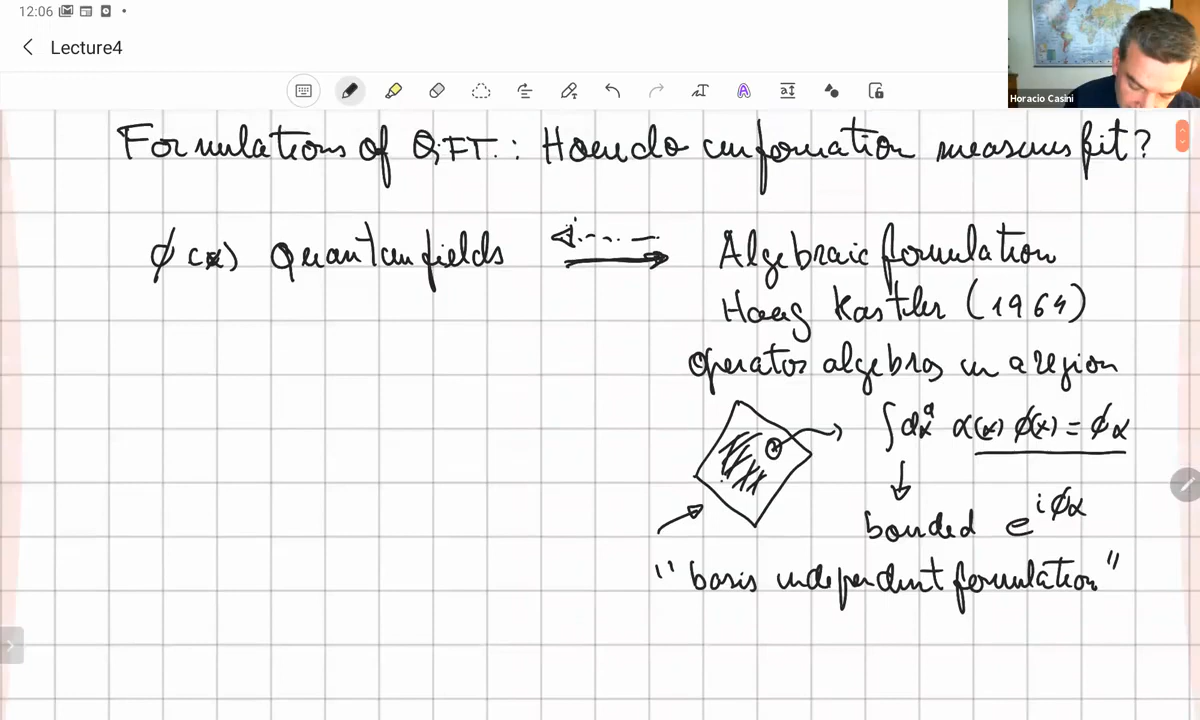 12:06
Lecture4
Horacio Casini
Formulations of QFT.: How do information measures fit?
ϕ(x) Quantum fields
Algebraic formulation
Haag Kastler (1964)
operator algebras in a region
∫ dx^d α(x) ϕ(x) = ϕ_α
bounded e^{iϕ_α}
"basis independent formulation"